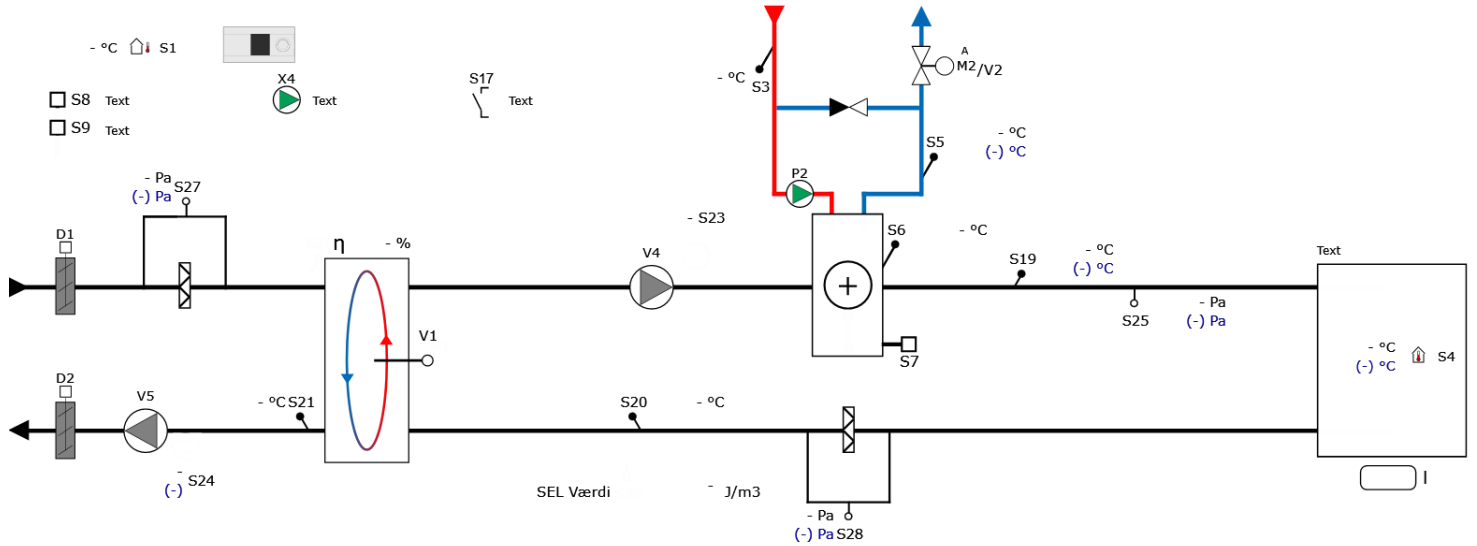 - °C S1
X4
Text
S17
Text
S8 Text
S9 Text
- °C
S3
A
M2/V2
S5
- °C
(-) °C
P2
- Pa
(-) Pa
S27
D1
η - %
- S23
V4
S6
- °C
S19
- °C
(-) °C
S25
- Pa
(-) Pa
Text
V1
S7
- °C
(-) °C
S4
D2
V5
- °C S21
S20
- °C
-
(-)
S24
SEL Værdi - J/m3
I
- Pa
(-) Pa S28